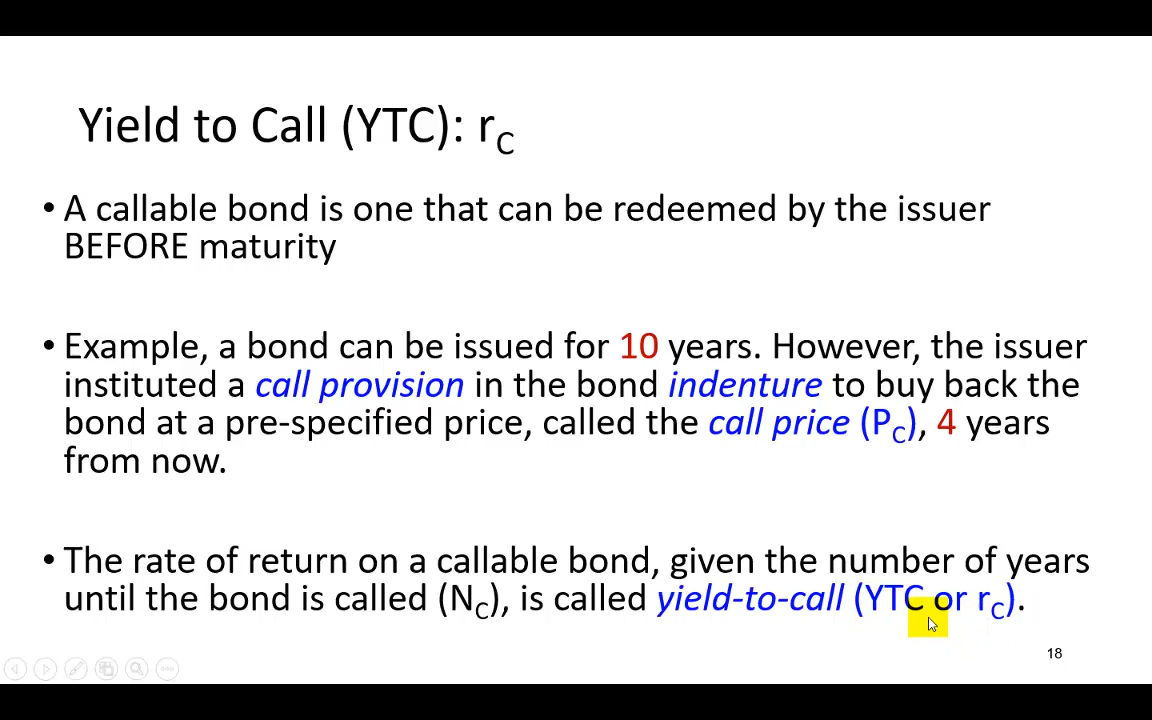 Yield to Call (YTC): rC
• A callable bond is one that can be redeemed by the issuer
BEFORE maturity
• Example, a bond can be issued for 10 years. However, the issuer
instituted a call provision in the bond indenture to buy back the
bond at a pre-specified price, called the call price (PC), 4 years
from now.
• The rate of return on a callable bond, given the number of years
until the bond is called (NC), is called yield-to-call (YTC or rC).
18